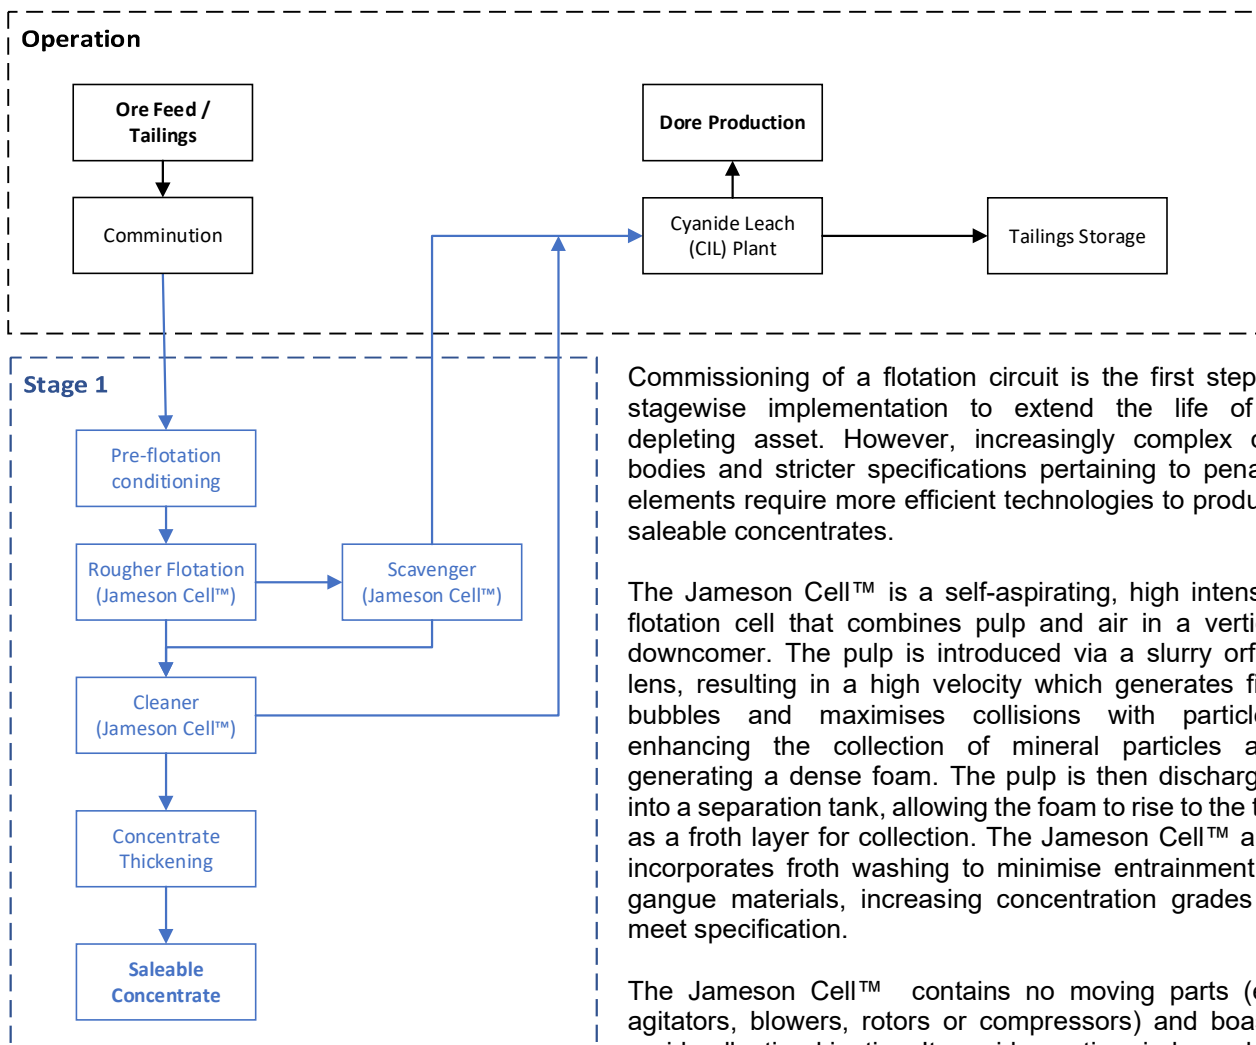 Operation
Ore Feed /
Tailings
Dore Production
Comminution
Cyanide Leach
(CIL) Plant
Tailings Storage
Stage 1
Pre-flotation
conditioning
Rougher Flotation
(Jameson Cell™)
Scavenger
(Jameson Cell™)
Cleaner
(Jameson Cell™)
Concentrate
Thickening
Saleable
Concentrate
Commissioning of a flotation circuit is the first step
stagewise implementation to extend the life of
depleting asset. However, increasingly complex
bodies and stricter specifications pertaining to
elements require more efficient technologies to
saleable concentrates.
The Jameson Cell™ is a self-aspirating, high
flotation cell that combines pulp and air in a
downcomer. The pulp is introduced via a slurry
lens, resulting in a high velocity which generates
bubbles and maximises collisions with
enhancing the collection of mineral particles
generating a dense foam. The pulp is then
into a separation tank, allowing the foam to rise to the
as a froth layer for collection. The Jameson Cell™
incorporates froth washing to minimise entrainment
gangue materials, increasing concentration grades
meet specification.
The Jameson Cell™ contains no moving parts
agitators, blowers, rotors or compressors) and